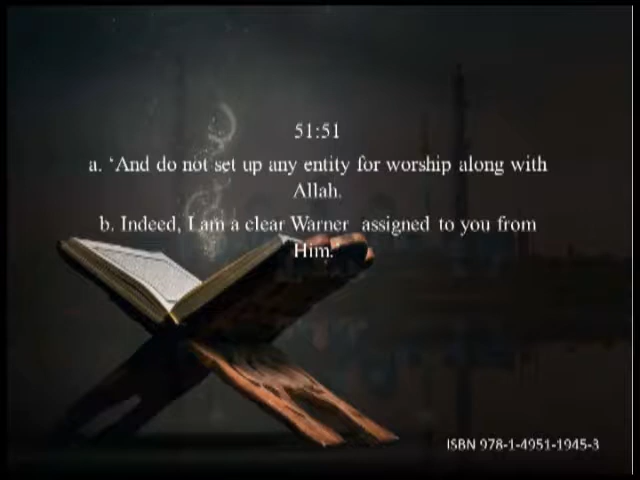 51:51
a. ‘And do not set up any entity for worship along with
Allah.
b. Indeed, I am a clear Warner assigned to you from
Him.’
ISBN 978-1-4951-1945-3